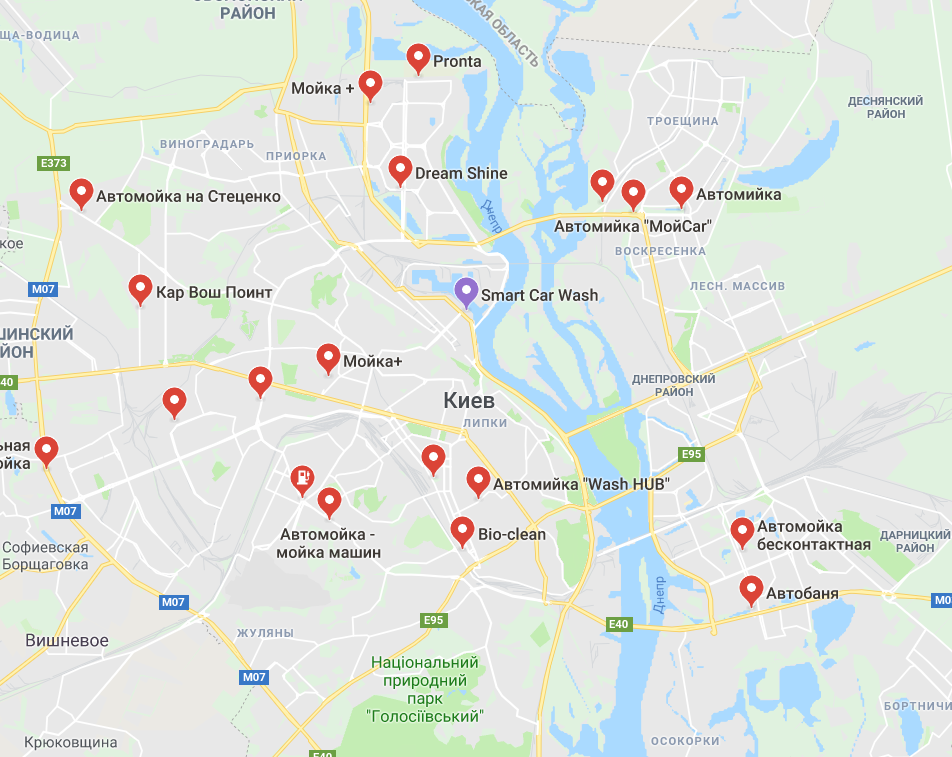 РАЙОН
КАЯ ОБЛАСТЬ
ЩА-ВОДИЦА
Pronta
Мойка +
ДЕСНЯНСКИЙ
РАЙОН
ТРОЕЩИНА
ВИНОГРАДАРЬ
ПРИОРКА
E373
Dream Shine
Автомойка на Стеценко
Автомийка
Днепр
Автомийка "МойCar"
кое
ВОСКРЕСЕНКА
M07
Кар Вош Поинт
Smart Car Wash
ЛЕСН. МАССИВ
ШИНСКИЙ
ЙОН
Мойка+
40
ДНЕПРОВСКИЙ
РАЙОН
Киев
ЛИПКИ
ьная
ойка
E95
Автомийка "Wash HUB"
M07
Автомойка -
мойка машин
Bio-clean
Автомойка
бесконтактная
ДАРНИЦКИЙ
РАЙОН
Софиевская
Борщаговка
Днепр
Автобаня
M07
M0
E95
E40
Вишневое
ЖУЛЯНЫ
M07
Національний
природний
парк
"Голосіївський"
БОРТНИЧИ
Крюковщина
ОСОКОРКИ
E40